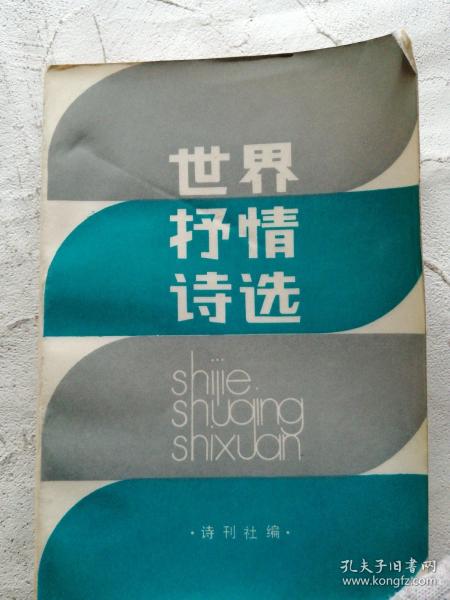 世界
抒情
诗选
shijie
shuqing
shixuan
·诗刊社编·
孔夫子旧书网
www.kongfz.com